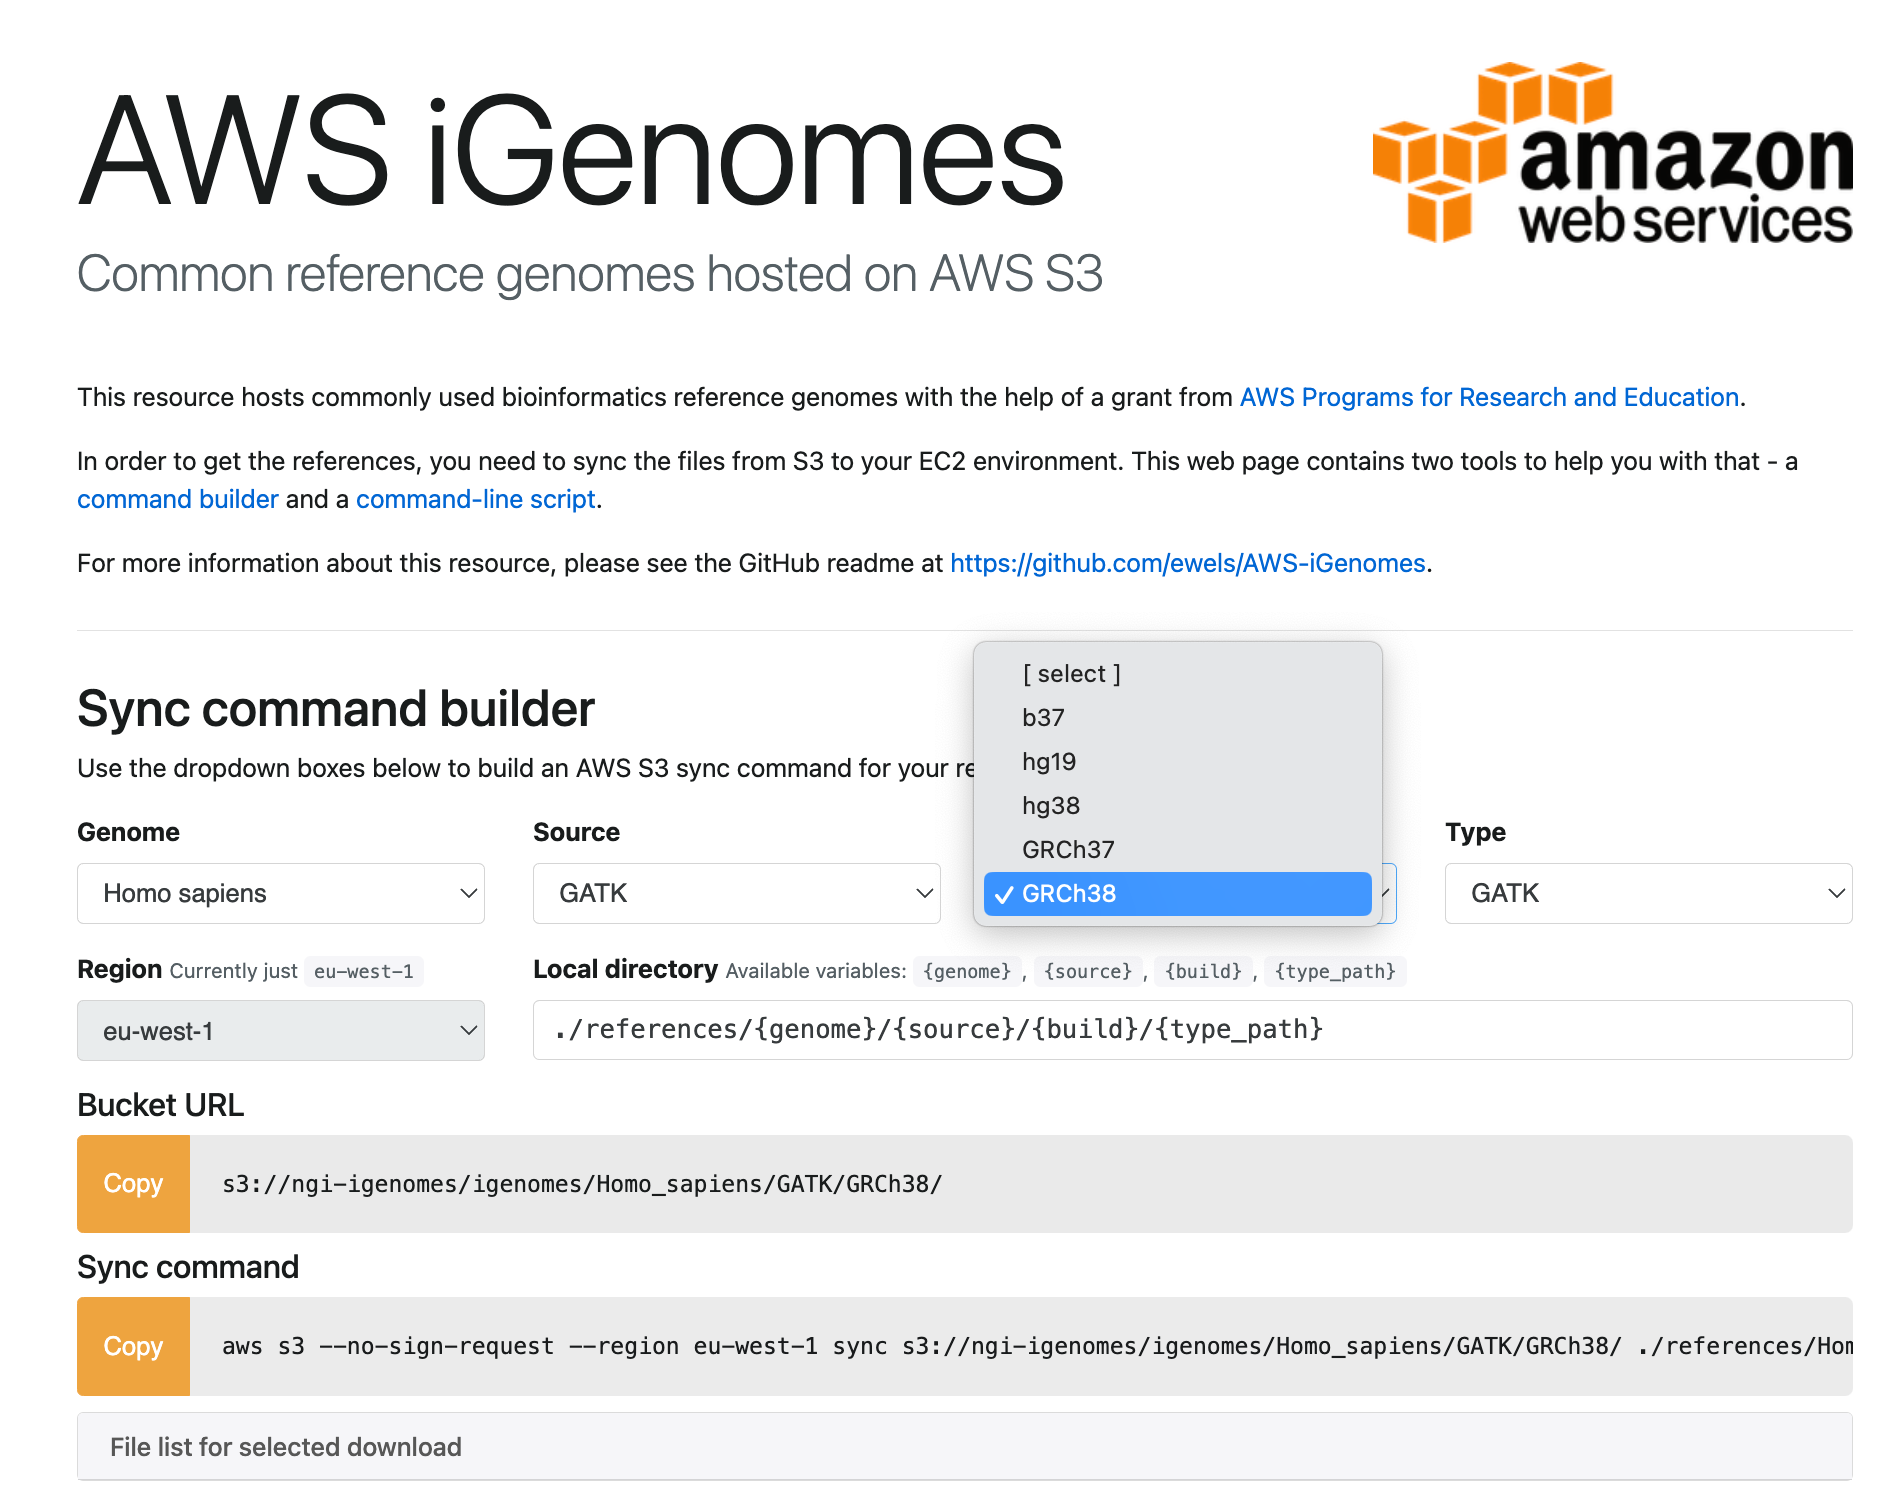 AWS iGenomes
amazon
web services
Common reference genomes hosted on AWS S3
This resource hosts commonly used bioinformatics reference genomes with the help of a grant from AWS Programs for Research and Education.
In order to get the references, you need to sync the files from S3 to your EC2 environment. This web page contains two tools to help you with that - a
command builder and a command-line script.
For more information about this resource, please see the GitHub readme at https://github.com/ewels/AWS-iGenomes.
Sync command builder
Use the dropdown boxes below to build an AWS S3 sync command for your
[ select ]
b37
hg19
hg38
GRCh37
✓ GRCh38
Genome
Source
Type
Homo sapiens
GATK
GATK
Region Currently just eu-west-1
Local directory Available variables: {genome} , {source} , {build} , {type_path}
eu-west-1
./references/{genome}/{source}/{build}/{type_path}
Bucket URL
Copy
s3://ngi-igenomes/igenomes/Homo_sapiens/GATK/GRCh38/
Sync command
Copy
aws s3 --no-sign-request --region eu-west-1 sync s3://ngi-igenomes/igenomes/Homo_sapiens/GATK/GRCh38/ ./references/Hom
File list for selected download